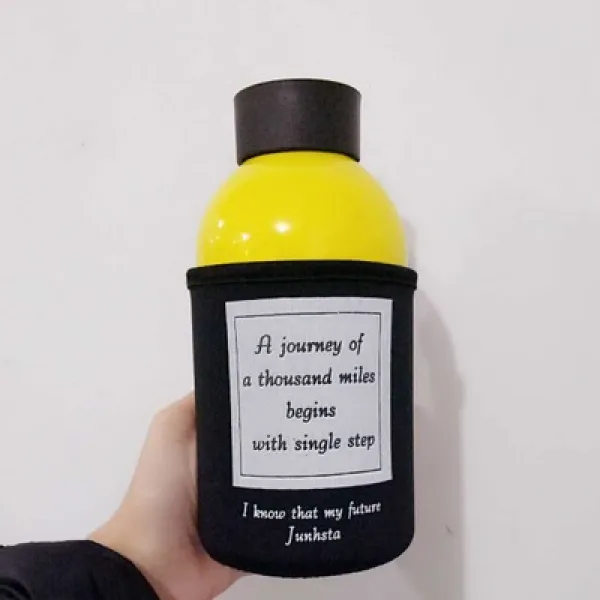 A journey of
a thousand miles
begins
with single step
I know that my future
Junhsta